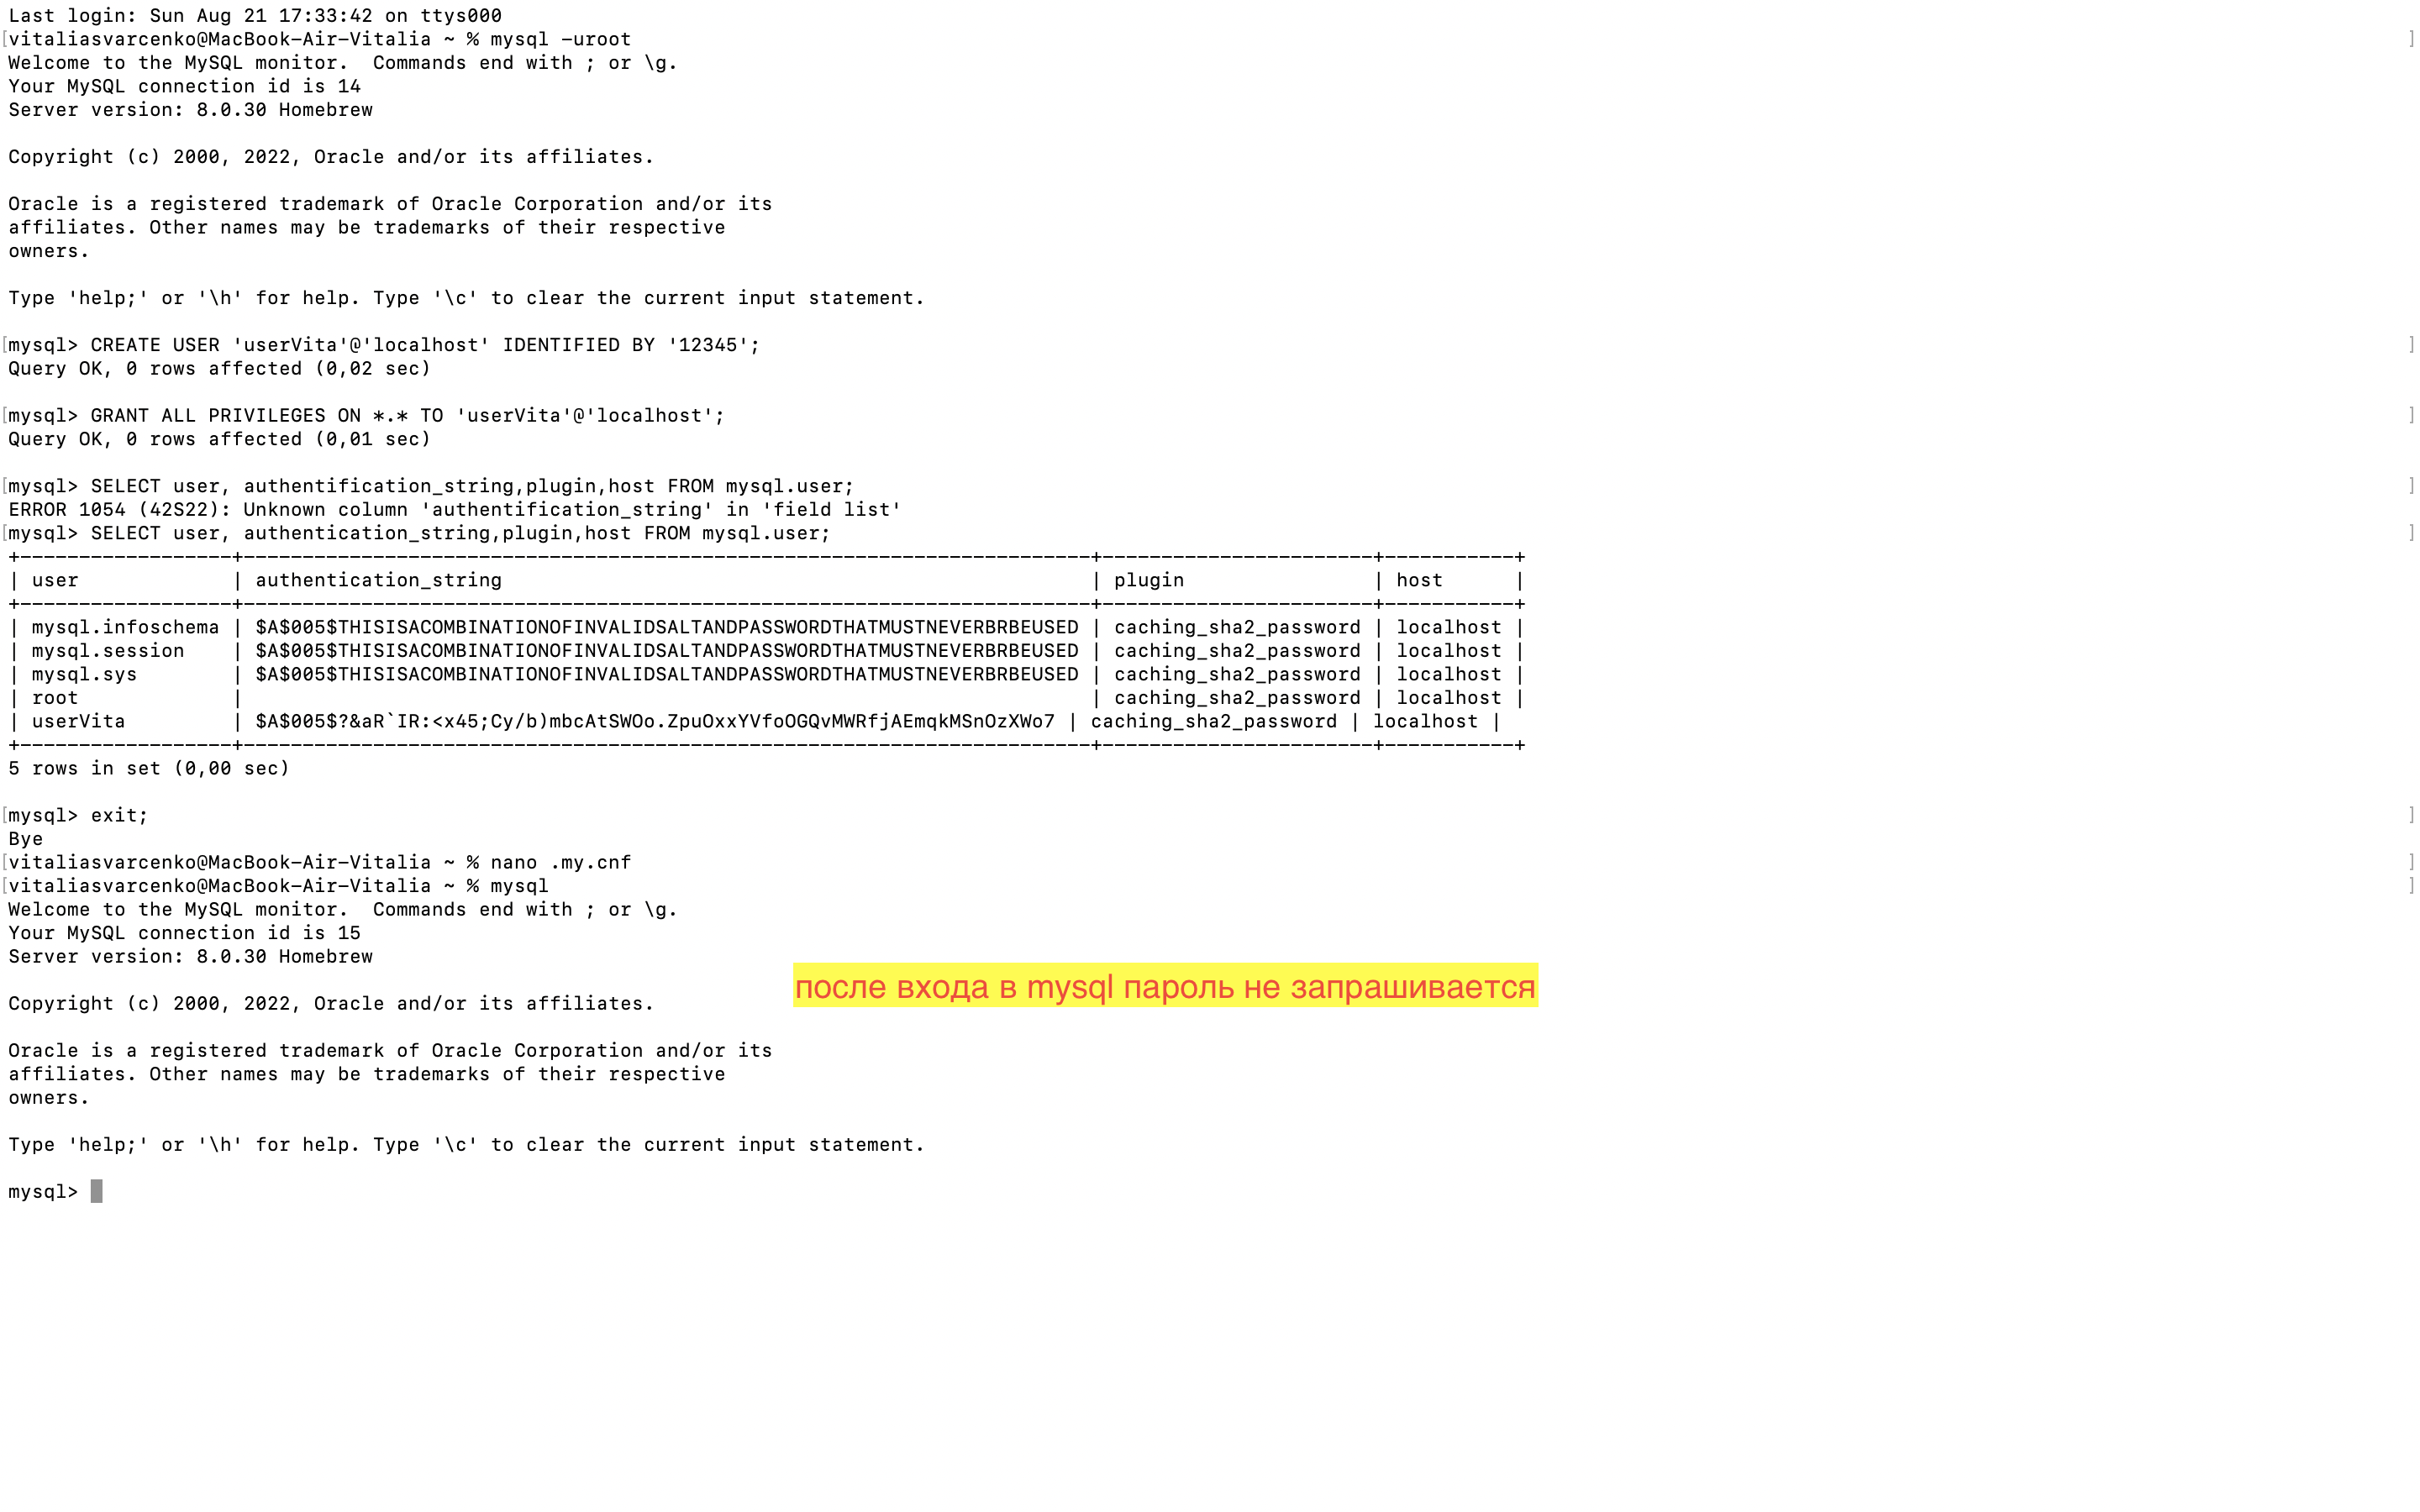 Last login: Sun Aug 21 17:33:42 on ttys000
[vitaliasvarcenko@MacBook-Air-Vitalia ~ % mysql -uroot ]
Welcome to the MySQL monitor.  Commands end with ; or \g.
Your MySQL connection id is 14
Server version: 8.0.30 Homebrew
Copyright (c) 2000, 2022, Oracle and/or its affiliates.
Oracle is a registered trademark of Oracle Corporation and/or its
affiliates. Other names may be trademarks of their respective
owners.
Type 'help;' or '\h' for help. Type '\c' to clear the current input statement.
[mysql> CREATE USER 'userVita'@'localhost' IDENTIFIED BY '12345'; ]
Query OK, 0 rows affected (0,02 sec)
[mysql> GRANT ALL PRIVILEGES ON *.* TO 'userVita'@'localhost'; ]
Query OK, 0 rows affected (0,01 sec)
[mysql> SELECT user, authentification_string,plugin,host FROM mysql.user; ]
ERROR 1054 (42S22): Unknown column 'authentification_string' in 'field list'
[mysql> SELECT user, authentication_string,plugin,host FROM mysql.user; ]
+------------------+------------------------------------------------------------------------+-----------------------+-----------+
| user             | authentication_string                                                  | plugin                | host      |
+------------------+------------------------------------------------------------------------+-----------------------+-----------+
| mysql.infoschema | $A$005$THISISACOMBINATIONOFINVALIDSALTANDPASSWORDTHATMUSTNEVERBRBEUSED | caching_sha2_password | localhost |
| mysql.session    | $A$005$THISISACOMBINATIONOFINVALIDSALTANDPASSWORDTHATMUSTNEVERBRBEUSED | caching_sha2_password | localhost |
| mysql.sys        | $A$005$THISISACOMBINATIONOFINVALIDSALTANDPASSWORDTHATMUSTNEVERBRBEUSED | caching_sha2_password | localhost |
| root             |                                                                        | caching_sha2_password | localhost |
| userVita         | $A$005$?&aR`IR:<x45;Cy/b)mbcAtSWOo.ZpuOxxYVfoOGQvMWRfjAEmqkMSnOzXWo7 | caching_sha2_password | localhost |
+------------------+------------------------------------------------------------------------+-----------------------+-----------+
5 rows in set (0,00 sec)
[mysql> exit; ]
Bye
[vitaliasvarcenko@MacBook-Air-Vitalia ~ % nano .my.cnf ]
[vitaliasvarcenko@MacBook-Air-Vitalia ~ % mysql ]
Welcome to the MySQL monitor.  Commands end with ; or \g.
Your MySQL connection id is 15
Server version: 8.0.30 Homebrew
после входа в mysql пароль не запрашивается
Copyright (c) 2000, 2022, Oracle and/or its affiliates.
Oracle is a registered trademark of Oracle Corporation and/or its
affiliates. Other names may be trademarks of their respective
owners.
Type 'help;' or '\h' for help. Type '\c' to clear the current input statement.
mysql>